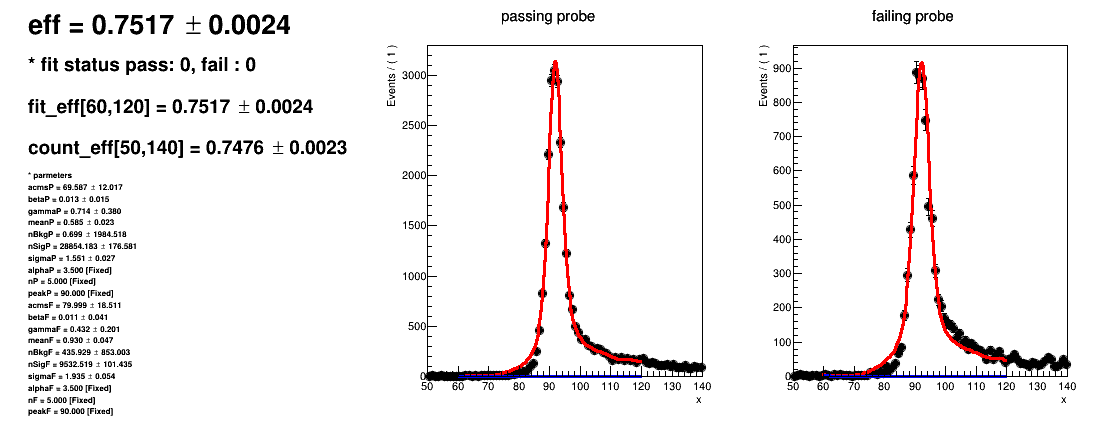 eff = 0.7517 ± 0.0024
* fit status pass: 0, fail : 0
fit_eff[60,120] = 0.7517 ± 0.0024
count_eff[50,140] = 0.7476 ± 0.0023
* parmeters
acmsP = 69.587 ± 12.017
betaP = 0.013 ± 0.015
gammaP = 0.714 ± 0.380
meanP = 0.585 ± 0.023
nBkgP = 0.699 ± 1984.518
nSigP = 28854.183 ± 176.581
sigmaP = 1.551 ± 0.027
alphaP = 3.500 [Fixed]
nP = 5.000 [Fixed]
peakP = 90.000 [Fixed]
acmsF = 79.999 ± 18.511
betaF = 0.011 ± 0.041
gammaF = 0.432 ± 0.201
meanF = 0.930 ± 0.047
nBkgF = 435.929 ± 853.003
nSigF = 9532.519 ± 101.435
sigmaF = 1.935 ± 0.054
alphaF = 3.500 [Fixed]
nF = 5.000 [Fixed]
peakF = 90.000 [Fixed]
passing probe
Events / ( 1 )
3000
2500
2000
1500
1000
500
0
50 60 70 80 90 100 110 120 130 140
x
failing probe
Events / ( 1 )
900
800
700
600
500
400
300
200
100
0
50 60 70 80 90 100 110 120 130 140
x